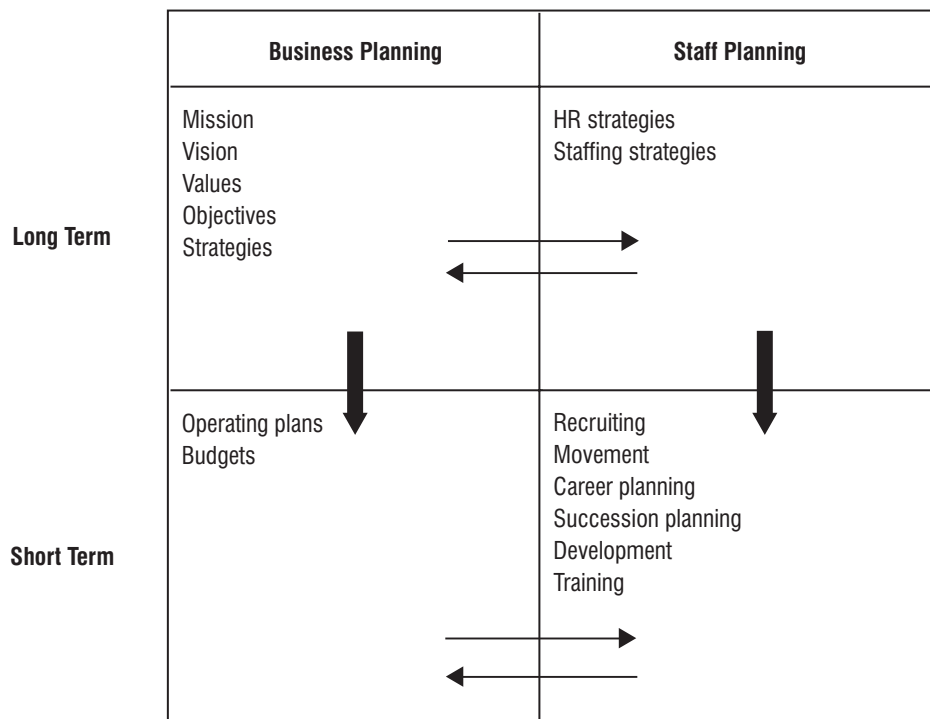 Business Planning
Staff Planning
Long Term
Mission
Vision
Values
Objectives
Strategies
HR strategies
Staffing strategies
Short Term
Operating plans
Budgets
Recruiting
Movement
Career planning
Succession planning
Development
Training